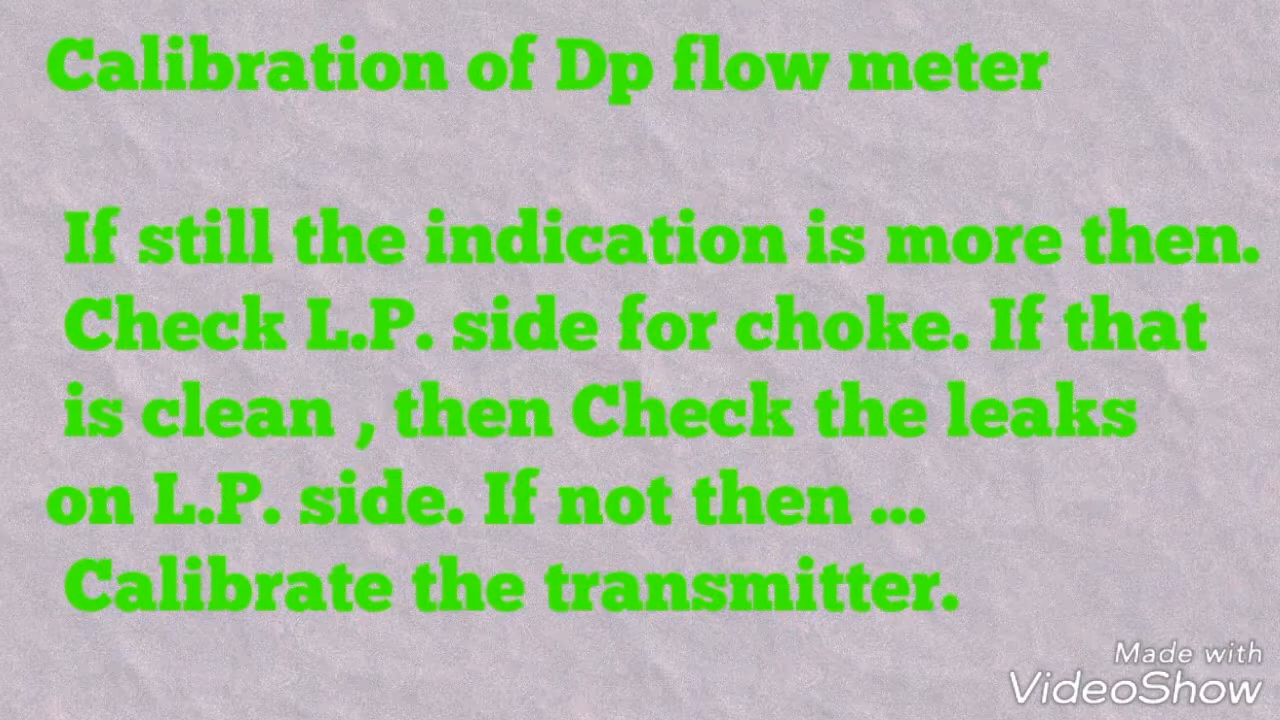 Calibration of Dp flow meter
If still the indication is more then.
Check L.P. side for choke. If that
is clean , then Check the leaks
on L.P. side. If not then ...
Calibrate the transmitter.
Made with
VideoShow